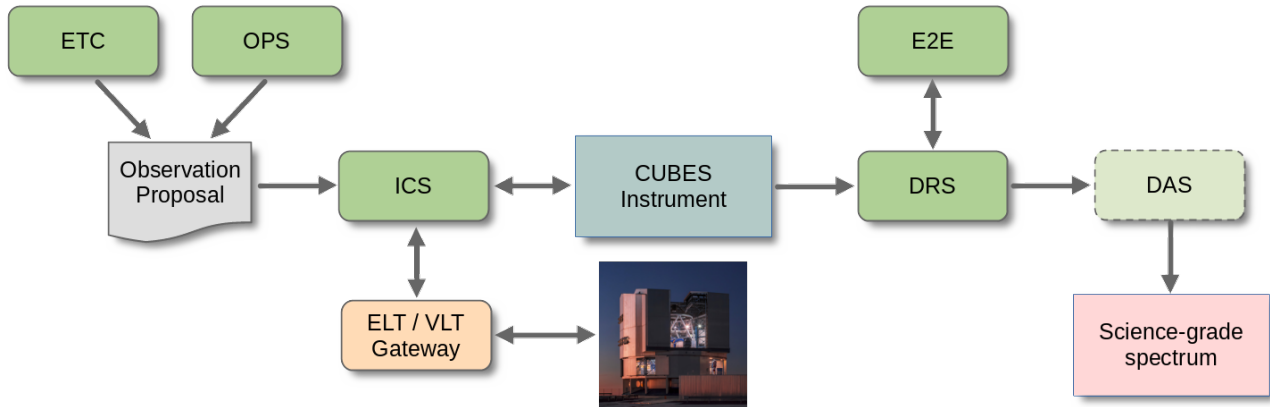 ETC
OPS
E2E
Observation
Proposal
ICS
CUBES
Instrument
DRS
DAS
ELT / VLT
Gateway
Science-grade
spectrum